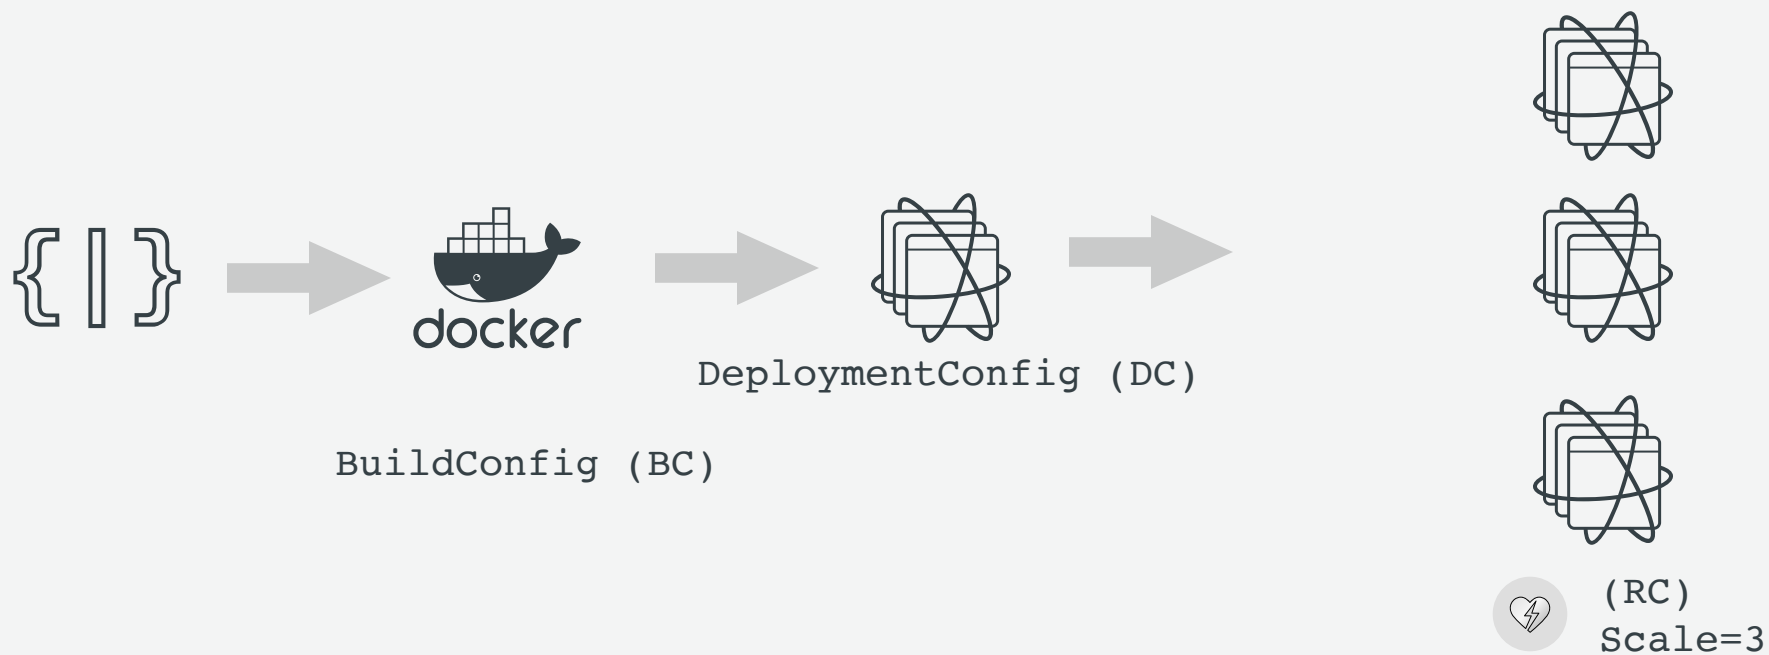 {|}
docker
DeploymentConfig (DC)
BuildConfig (BC)
(RC)
Scale=3